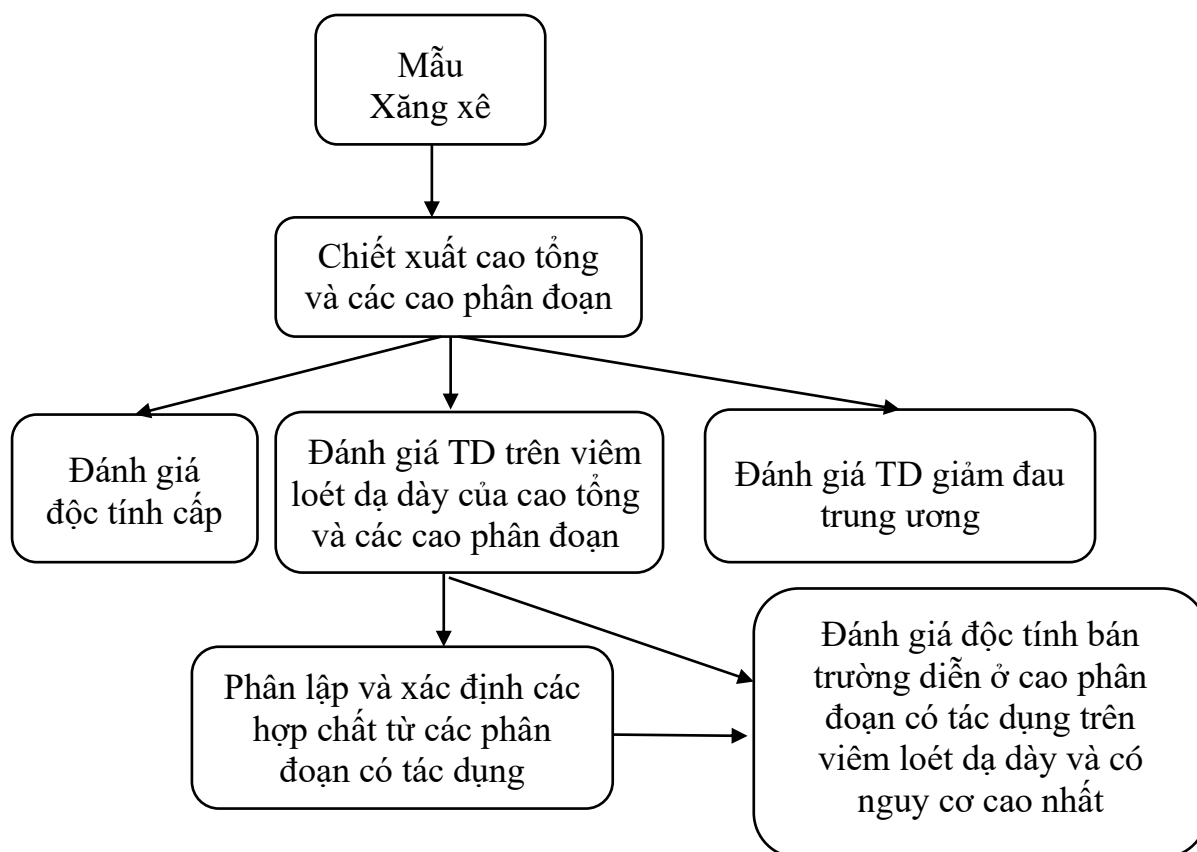 Mẫu
Xăng xê
Chiết xuất cao tổng
và các cao phân đoạn
Đánh giá
độc tính cấp
Đánh giá TD trên viêm
loét dạ dày của cao tổng
và các cao phân đoạn
Đánh giá TD giảm đau
trung ương
Phân lập và xác định các
hợp chất từ các phân
đoạn có tác dụng
Đánh giá độc tính bán
trường diễn ở cao phân
đoạn có tác dụng trên
viêm loét dạ dày và có
nguy cơ cao nhất